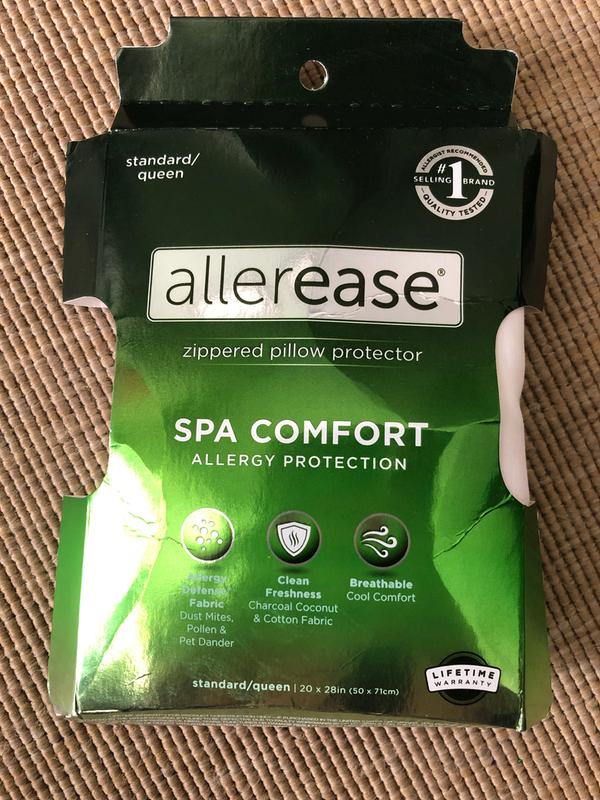 standard/
queen
ALLERGIST RECOMMENDED
#1
SELLING BRAND
QUALITY TESTED
allerease®
zippered pillow protector
SPA COMFORT
ALLERGY PROTECTION
Allergy
Defense
Fabric
Dust Mites,
Pollen &
Pet Dander
Clean
Freshness
Charcoal Coconut
& Cotton Fabric
Breathable
Cool Comfort
LIFETIME
WARRANTY
standard/queen | 20 x 28in (50 x 71cm)